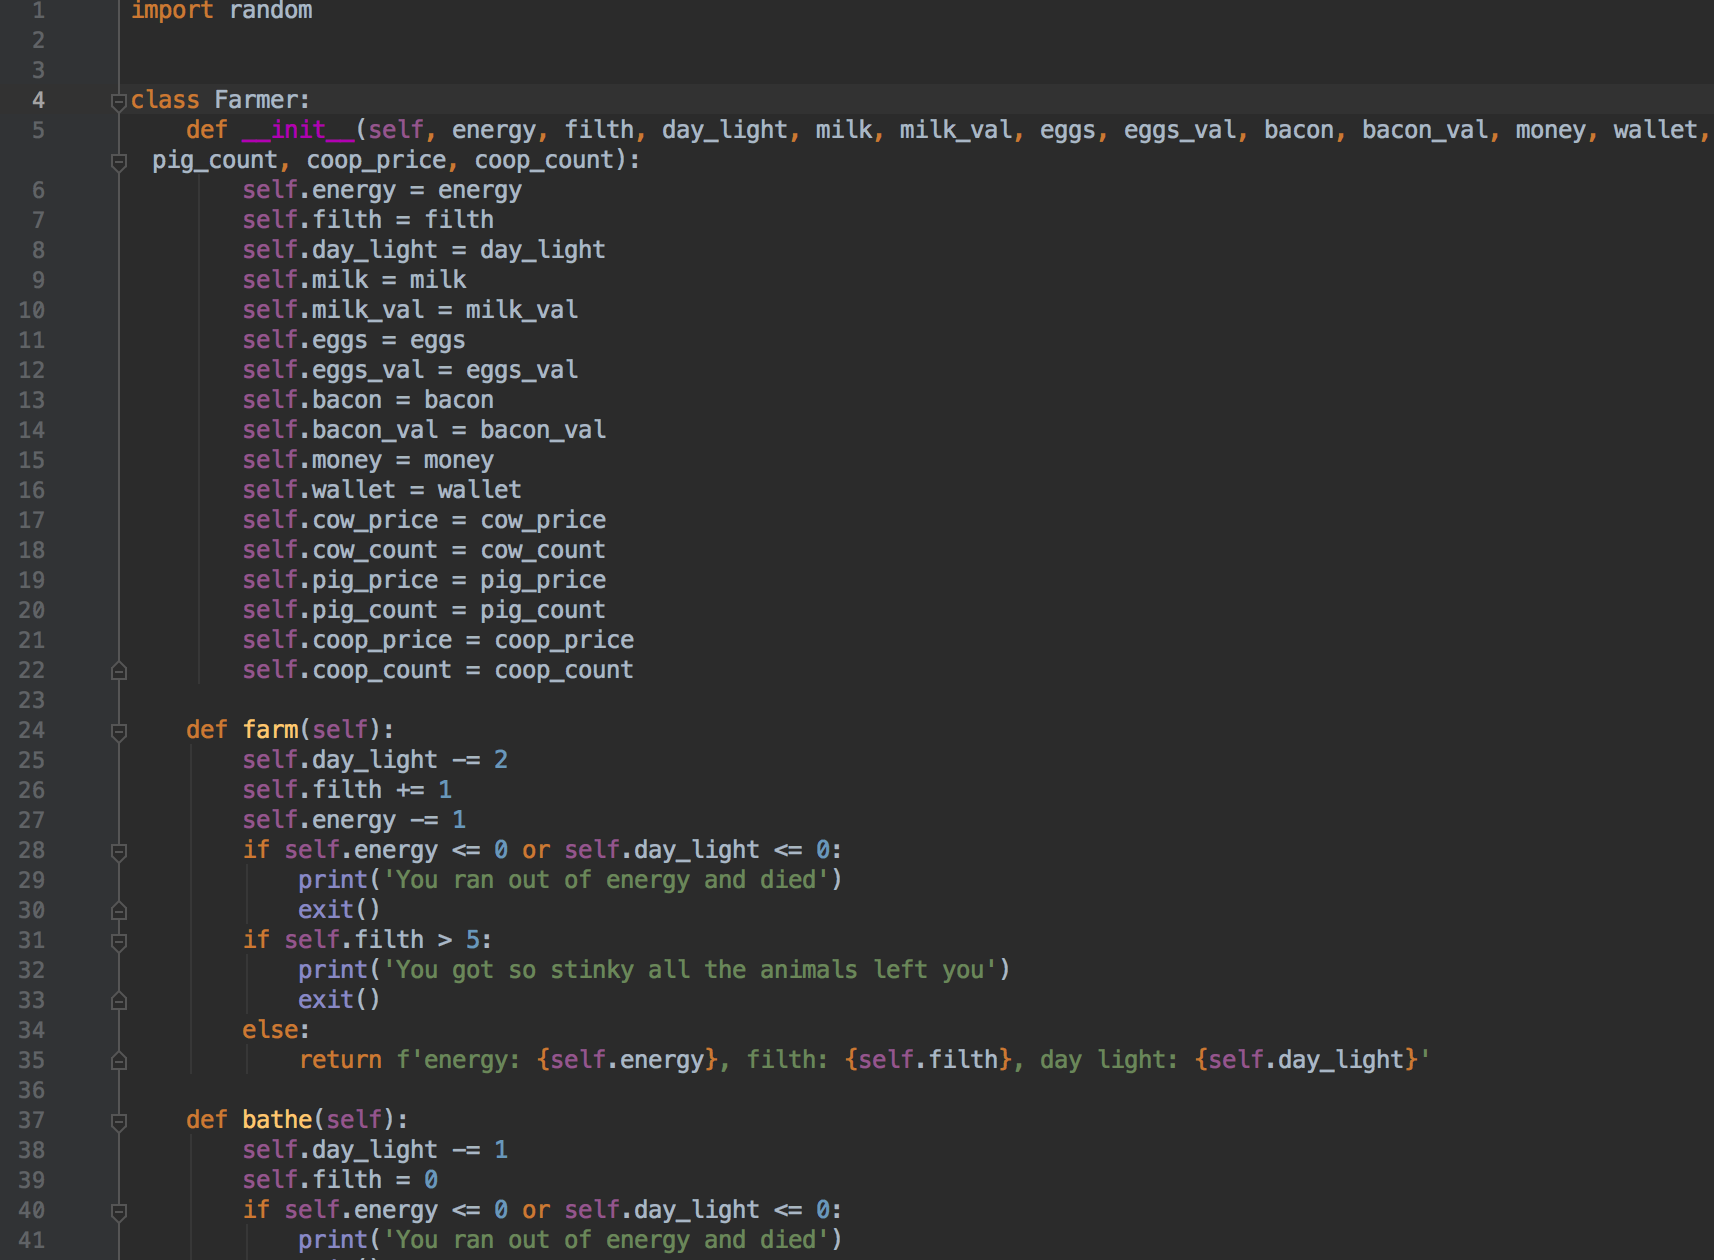 1 import random
2
3
4 class Farmer:
5 def __init__(self, energy, filth, day_light, milk, milk_val, eggs, eggs_val, bacon, bacon_val, money, wallet,
pig_count, coop_price, coop_count):
6 self.energy = energy
7 self.filth = filth
8 self.day_light = day_light
9 self.milk = milk
10 self.milk_val = milk_val
11 self.eggs = eggs
12 self.eggs_val = eggs_val
13 self.bacon = bacon
14 self.bacon_val = bacon_val
15 self.money = money
16 self.wallet = wallet
17 self.cow_price = cow_price
18 self.cow_count = cow_count
19 self.pig_price = pig_price
20 self.pig_count = pig_count
21 self.coop_price = coop_price
22 self.coop_count = coop_count
23
24 def farm(self):
25 self.day_light -= 2
26 self.filth += 1
27 self.energy -= 1
28 if self.energy <= 0 or self.day_light <= 0:
29 print('You ran out of energy and died')
30 exit()
31 if self.filth > 5:
32 print('You got so stinky all the animals left you')
33 exit()
34 else:
35 return f'energy: {self.energy}, filth: {self.filth}, day light: {self.day_light}'
36
37 def bathe(self):
38 self.day_light -= 1
39 self.filth = 0
40 if self.energy <= 0 or self.day_light <= 0:
41 print('You ran out of energy and died')